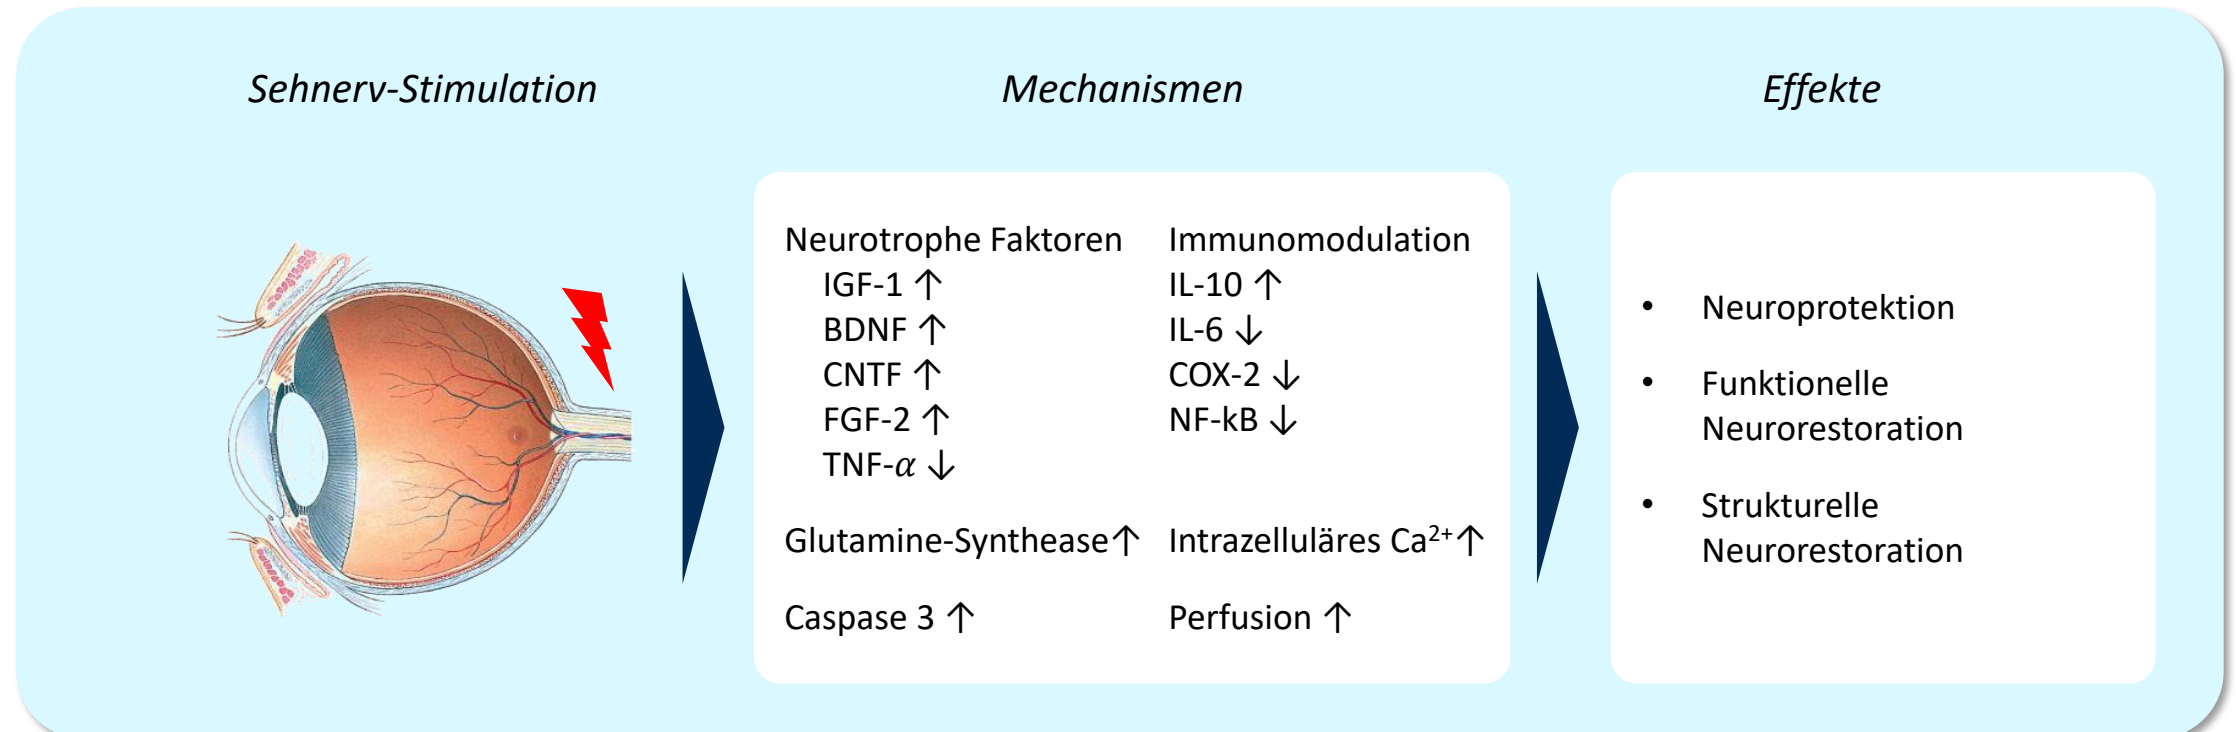 Sehnerv-Stimulation
Mechanismen
Effekte
Neurotrophe Faktoren
IGF-1 ↑
BDNF ↑
CNTF ↑
FGF-2 ↑
TNF-α ↓
Glutamine-Synthease↑
Caspase 3 ↑
Immunomodulation
IL-10 ↑
IL-6 ↓
COX-2 ↓
NF-kB ↓
Intrazelluläres Ca²⁺↑
Perfusion ↑
• Neuroprotektion
• Funktionelle
Neurorestoration
• Strukturelle
Neurorestoration